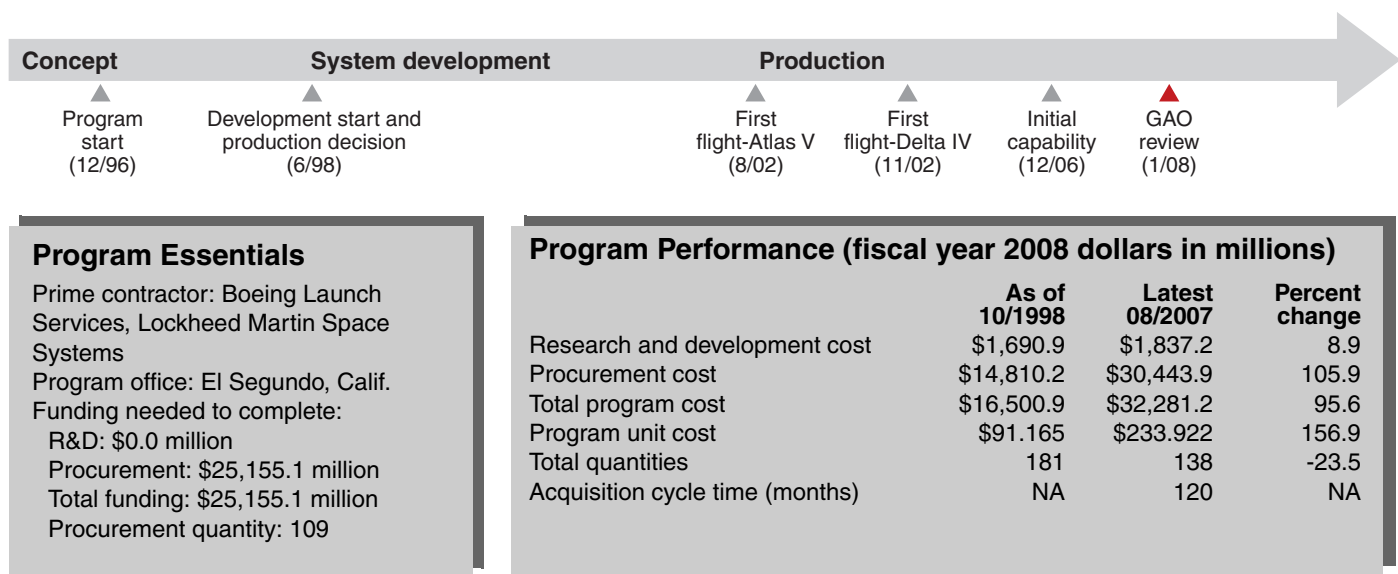 Concept System development Production
Program
start
(12/96)
Development start and
production decision
(6/98)
First
flight-Atlas V
(8/02)
First
flight-Delta IV
(11/02)
Initial
capability
(12/06)
GAO
review
(1/08)
Program Essentials
Prime contractor: Boeing Launch
Services, Lockheed Martin Space
Systems
Program office: El Segundo, Calif.
Funding needed to complete:
R&D: $0.0 million
Procurement: $25,155.1 million
Total funding: $25,155.1 million
Procurement quantity: 109
Program Performance (fiscal year 2008 dollars in millions)
As of Latest Percent
10/1998 08/2007 change
Research and development cost $1,690.9 $1,837.2 8.9
Procurement cost $14,810.2 $30,443.9 105.9
Total program cost $16,500.9 $32,281.2 95.6
Program unit cost $91.165 $233.922 156.9
Total quantities 181 138 -23.5
Acquisition cycle time (months) NA 120 NA